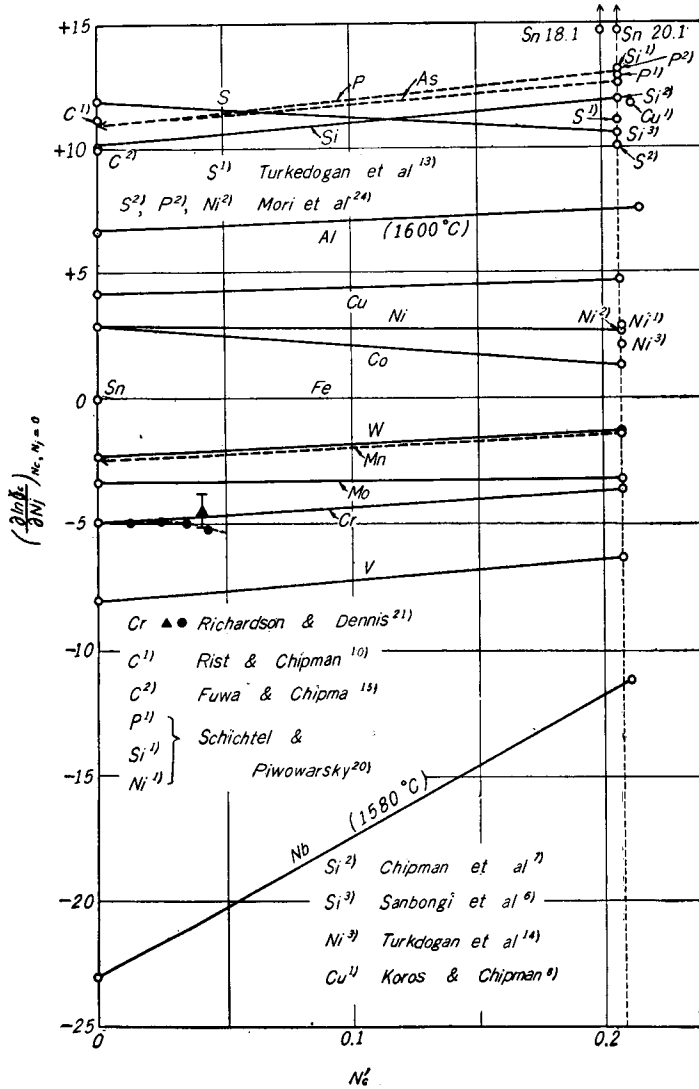 +15
Sn 18.1
Sn 20.1
Si 1)
P 2)
P 1)
Si 2)
Cu 1)
S 1)
Si 3)
S 2)
C 1)
S
P
As
Si
+10
C 2)
S 1) Turkedogan et al 13)
S 2), P 2), Ni 2) Mori et al 24)
Al
(1600°C)
+5
Cu
Ni
Ni 2)
Ni 1)
Ni 3)
Co
Sn
Fe
0
W
Mn
Mo
Cr
-5
V
Cr ▲ ● Richardson & Dennis 21)
C 1) Rist & Chipman 10)
C 2) Fuwa & Chipma 15)
-10
P 1)
Si 1)
Ni 1)
Schichtel &
Piwowarsky 20)
-15
Nb
(1580°C)
Si 2) Chipman et al 7)
Si 3) Sanbongi et al 6)
-20
Ni 3) Turkdogan et al 14)
Cu 1) Koros & Chipman 8)
-25
0
0.1
0.2